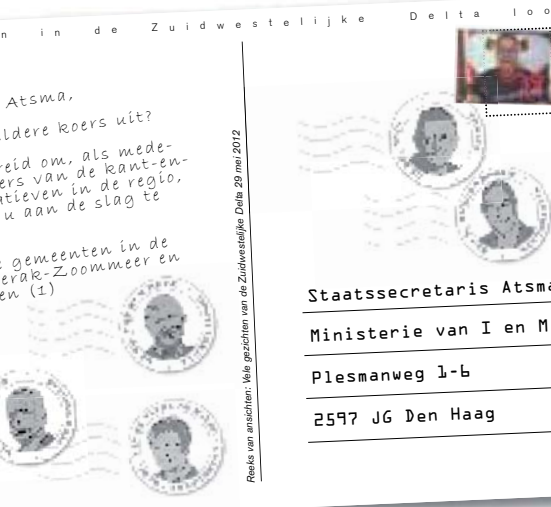 n in de Zuidwestelijke Delta loo
Atsma,
ldere koers uit?
reid om, als mede-
ers van de kant-en-
atieven in de regio,
u aan de slag te
e gemeenten in de
erak-Zoommeer en
en (1)
Reeks van ansichten: Vele gezichten van de Zuidwestelijke Delta 29 mei 2012
Staatssecretaris Atsma
Ministerie van I en M
Plesmanweg 1-6
2597 JG Den Haag